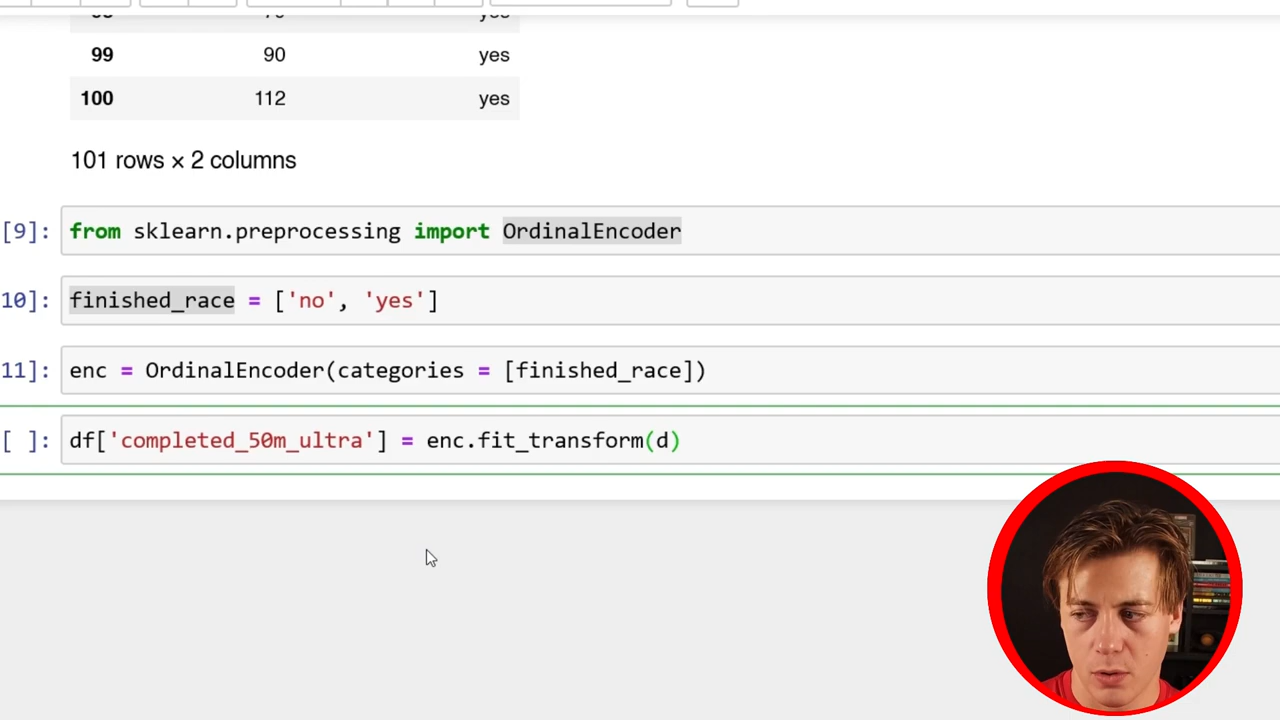 99 90 yes
100 112 yes
101 rows × 2 columns
[9]: from sklearn.preprocessing import OrdinalEncoder
10]: finished_race = ['no', 'yes']
11]: enc = OrdinalEncoder(categories = [finished_race])
[ ]: df['completed_50m_ultra'] = enc.fit_transform(d)